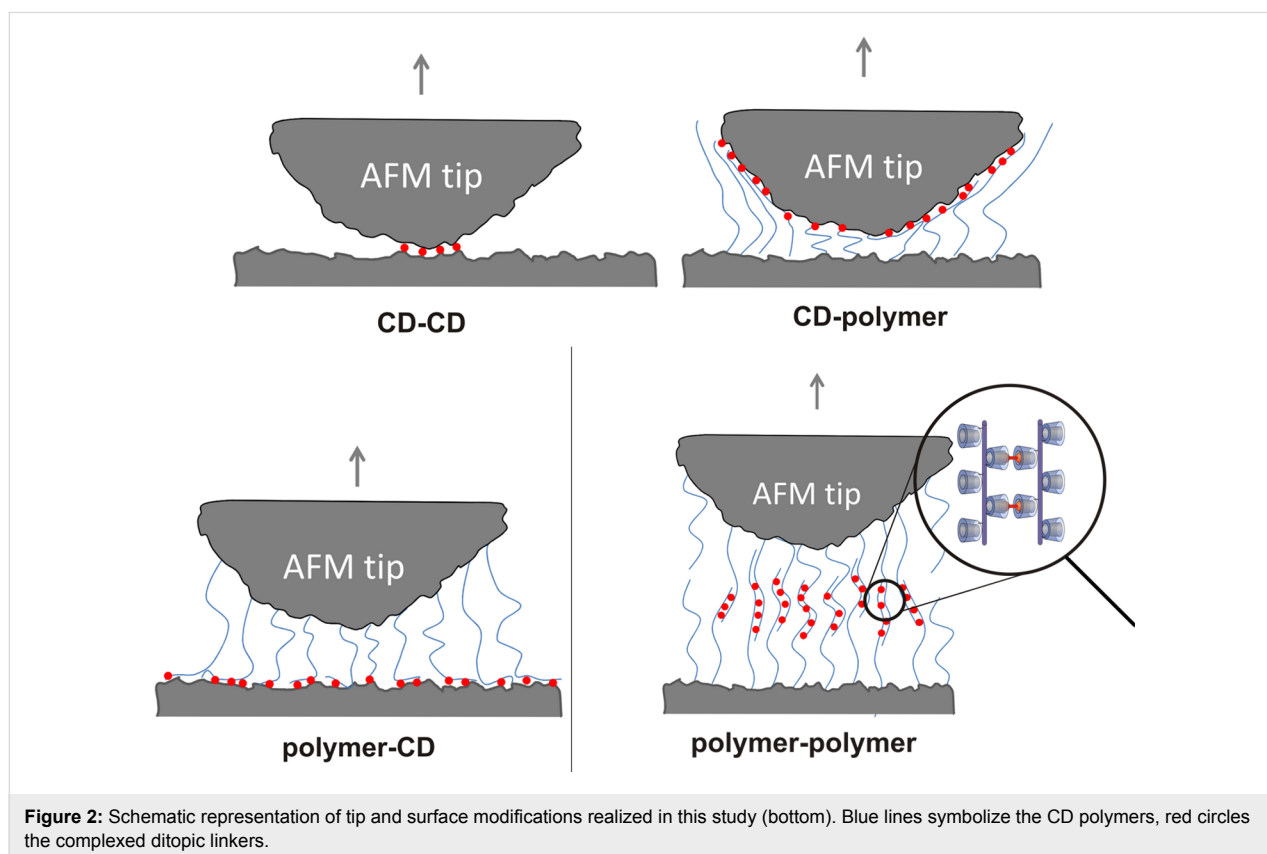 AFM tip
CD-CD
AFM tip
CD-polymer
AFM tip
polymer-CD
AFM tip
polymer-polymer
Figure 2: Schematic representation of tip and surface modifications realized in this study (bottom). Blue lines symbolize the CD polymers, red circles
the complexed ditopic linkers.